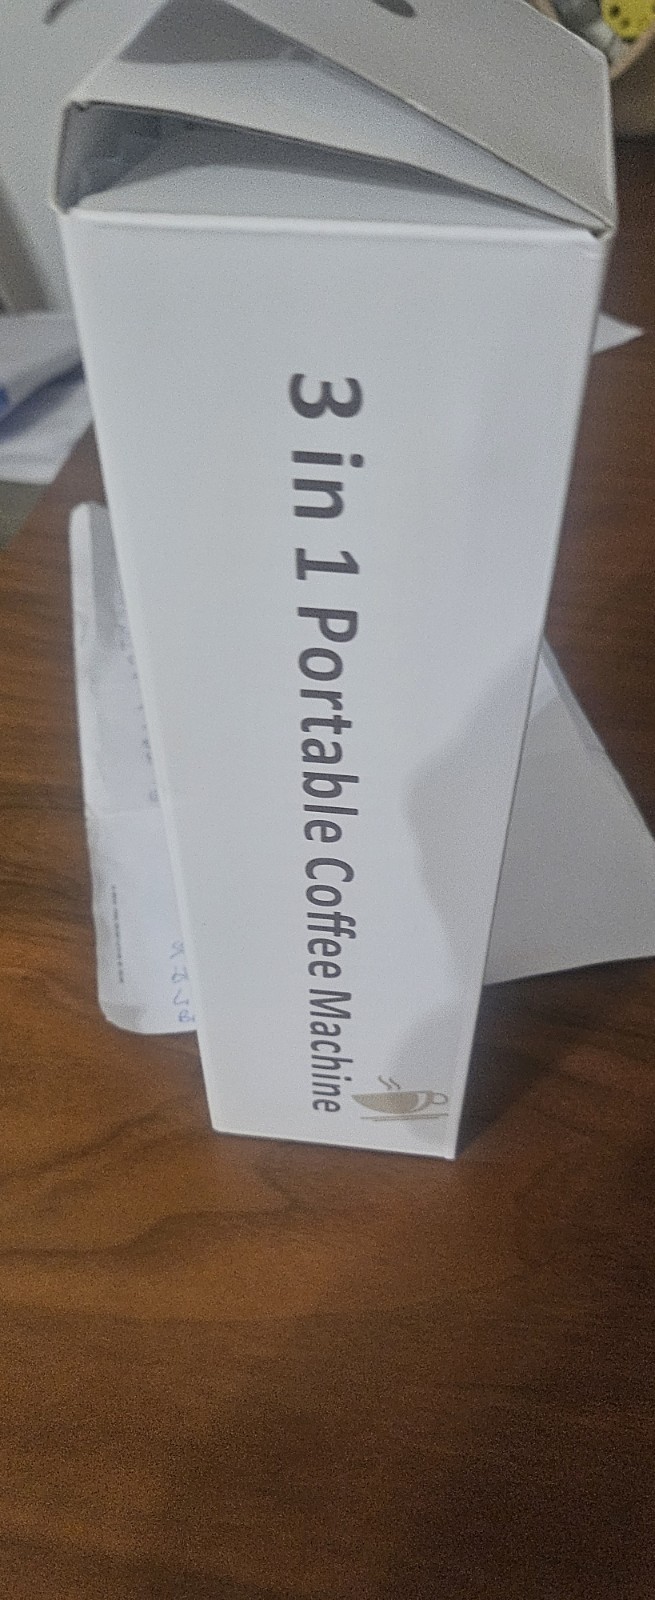 3 in 1 Portable Coffee Machine